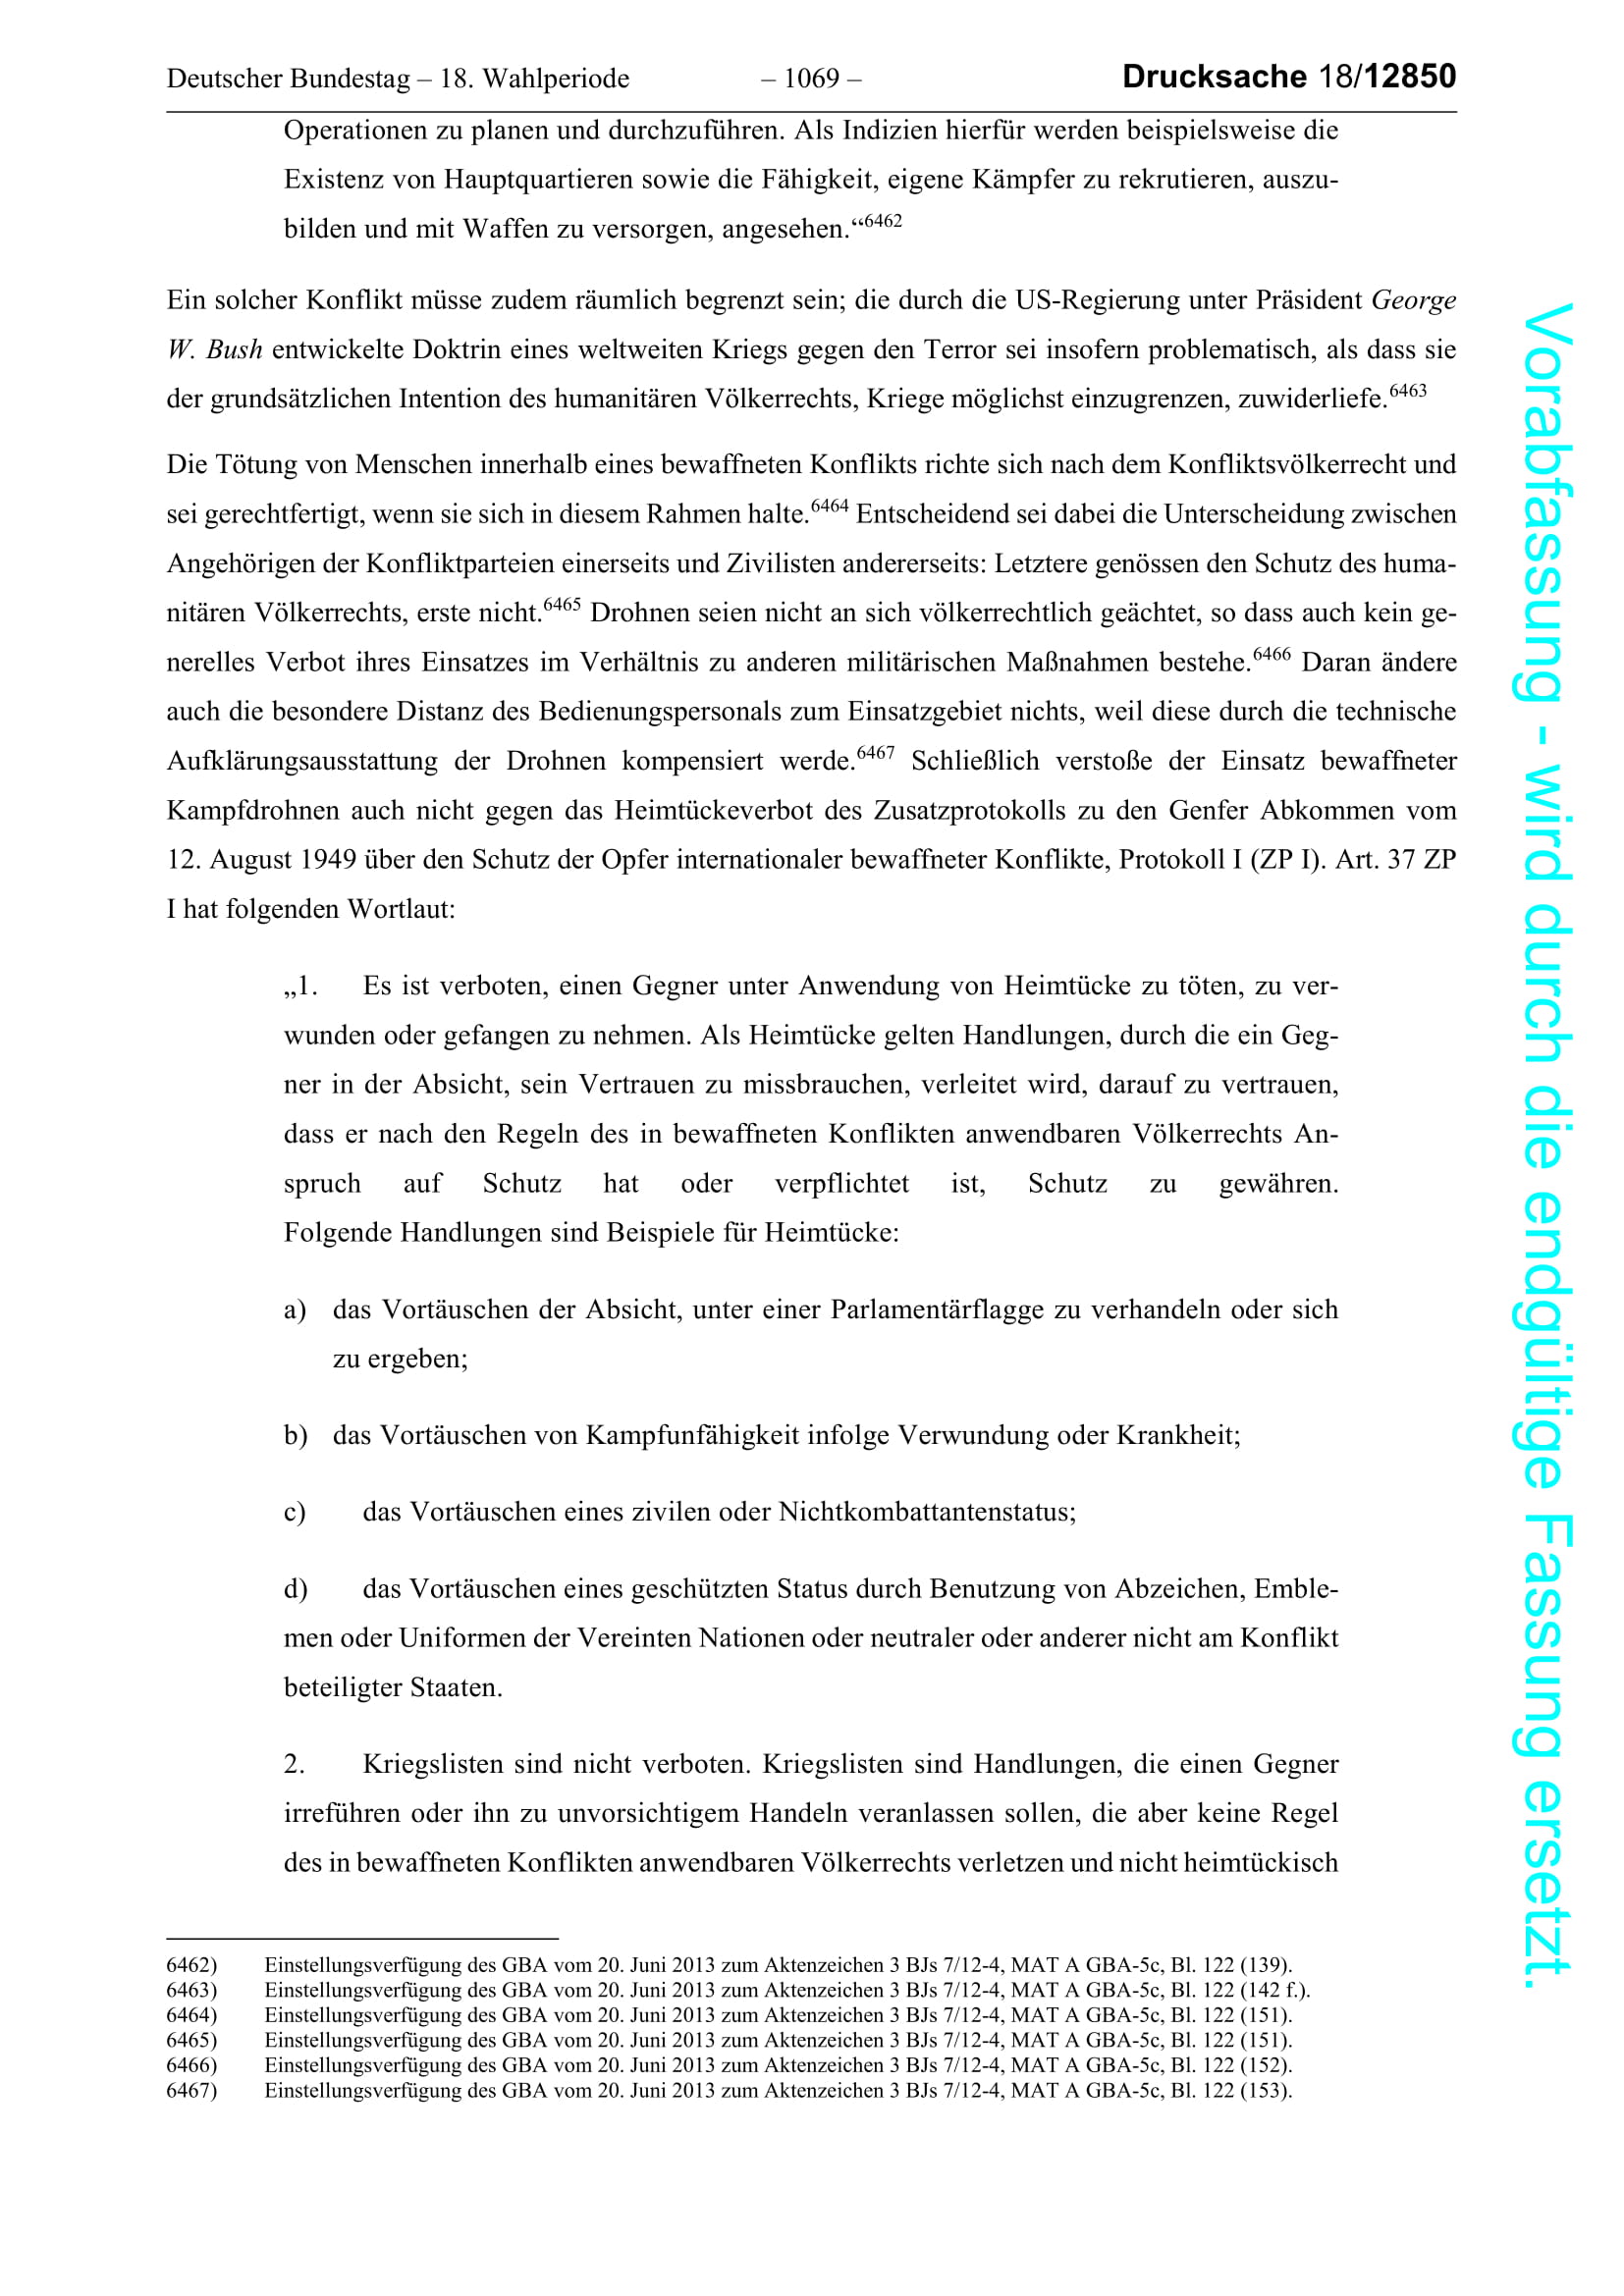 Deutscher Bundestag – 18. Wahlperiode – 1069 – Drucksache 18/12850
Operationen zu planen und durchzuführen. Als Indizien hierfür werden beispielsweise die
Existenz von Hauptquartieren sowie die Fähigkeit, eigene Kämpfer zu rekrutieren, auszu-
bilden und mit Waffen zu versorgen, angesehen.“6462
Ein solcher Konflikt müsse zudem räumlich begrenzt sein; die durch die US-Regierung unter Präsident George
W. Bush entwickelte Doktrin eines weltweiten Kriegs gegen den Terror sei insofern problematisch, als dass sie
der grundsätzlichen Intention des humanitären Völkerrechts, Kriege möglichst einzugrenzen, zuwiderliefe.6463
Die Tötung von Menschen innerhalb eines bewaffneten Konflikts richte sich nach dem Konfliktsvölkerrecht und
sei gerechtfertigt, wenn sie sich in diesem Rahmen halte.6464 Entscheidend sei dabei die Unterscheidung zwischen
Angehörigen der Konfliktparteien einerseits und Zivilisten andererseits: Letztere genössen den Schutz des huma-
nitären Völkerrechts, erste nicht.6465 Drohnen seien nicht an sich völkerrechtlich geächtet, so dass auch kein ge-
nerelles Verbot ihres Einsatzes im Verhältnis zu anderen militärischen Maßnahmen bestehe.6466 Daran ändere
auch die besondere Distanz des Bedienungspersonals zum Einsatzgebiet nichts, weil diese durch die technische
Aufklärungsausstattung der Drohnen kompensiert werde.6467 Schließlich verstoße der Einsatz bewaffneter
Kampfdrohnen auch nicht gegen das Heimtückeverbot des Zusatzprotokolls zu den Genfer Abkommen vom
12. August 1949 über den Schutz der Opfer internationaler bewaffneter Konflikte, Protokoll I (ZP I). Art. 37 ZP
I hat folgenden Wortlaut:
„1. Es ist verboten, einen Gegner unter Anwendung von Heimtücke zu töten, zu ver-
wunden oder gefangen zu nehmen. Als Heimtücke gelten Handlungen, durch die ein Geg-
ner in der Absicht, sein Vertrauen zu missbrauchen, verleitet wird, darauf zu vertrauen,
dass er nach den Regeln des in bewaffneten Konflikten anwendbaren Völkerrechts An-
spruch auf Schutz hat oder verpflichtet ist, Schutz zu gewähren.
Folgende Handlungen sind Beispiele für Heimtücke:
a) das Vortäuschen der Absicht, unter einer Parlamentärflagge zu verhandeln oder sich
zu ergeben;
b) das Vortäuschen von Kampfunfähigkeit infolge Verwundung oder Krankheit;
c) das Vortäuschen eines zivilen oder Nichtkombattantenstatus;
d) das Vortäuschen eines geschützten Status durch Benutzung von Abzeichen, Emble-
men oder Uniformen der Vereinten Nationen oder neutraler oder anderer nicht am Konflikt
beteiligter Staaten.
2. Kriegslisten sind nicht verboten. Kriegslisten sind Handlungen, die einen Gegner
irreführen oder ihn zu unvorsichtigem Handeln veranlassen sollen, die aber keine Regel
des in bewaffneten Konflikten anwendbaren Völkerrechts verletzen und nicht heimtückisch
6462) Einstellungsverfügung des GBA vom 20. Juni 2013 zum Aktenzeichen 3 BJs 7/12-4, MAT A GBA-5c, Bl. 122 (139).
6463) Einstellungsverfügung des GBA vom 20. Juni 2013 zum Aktenzeichen 3 BJs 7/12-4, MAT A GBA-5c, Bl. 122 (142 f.).
6464) Einstellungsverfügung des GBA vom 20. Juni 2013 zum Aktenzeichen 3 BJs 7/12-4, MAT A GBA-5c, Bl. 122 (151).
6465) Einstellungsverfügung des GBA vom 20. Juni 2013 zum Aktenzeichen 3 BJs 7/12-4, MAT A GBA-5c, Bl. 122 (151).
6466) Einstellungsverfügung des GBA vom 20. Juni 2013 zum Aktenzeichen 3 BJs 7/12-4, MAT A GBA-5c, Bl. 122 (152).
6467) Einstellungsverfügung des GBA vom 20. Juni 2013 zum Aktenzeichen 3 BJs 7/12-4, MAT A GBA-5c, Bl. 122 (153).
Vorabfassung - wird durch die endgültige Fassung ersetzt.